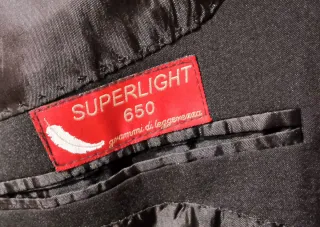 SUPERLIGHT
650
grammi di leggerezza